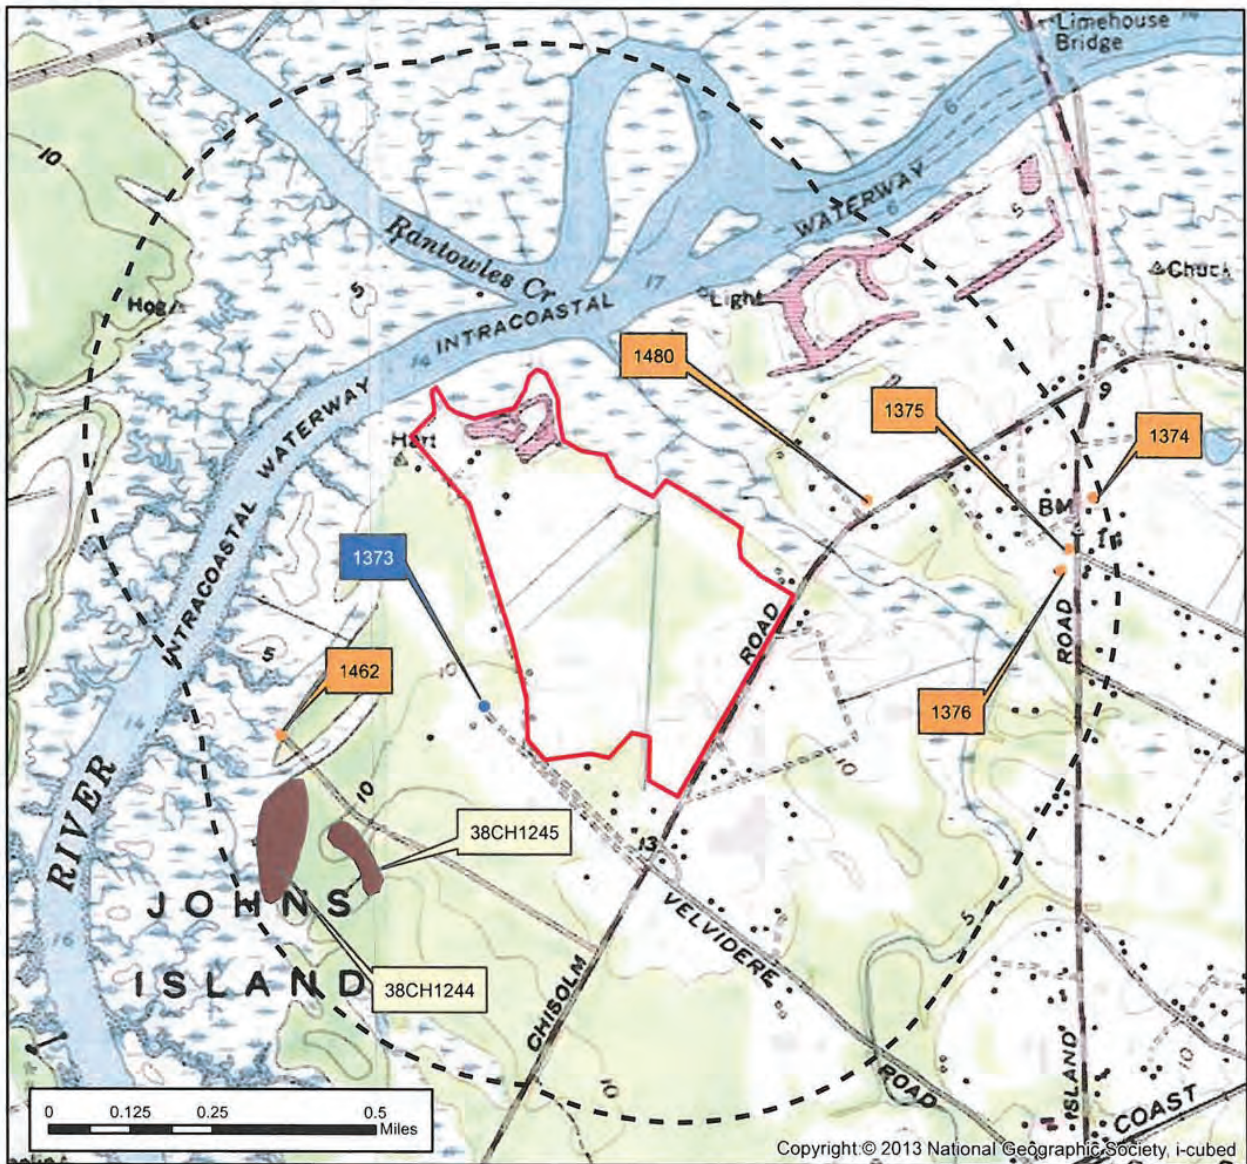 Limehouse
Bridge
10
6
WATERWAY
6
5
Chuck
Rantowles Cr
5
Hog
17
Light
INTRACOASTAL
14
1480
1375
9
1374
INTRACOASTAL WATERWAY
Hart
BM
1373
ROAD
ROAD
5
1462
10
14
1376
10
RIVER
10
38CH1245
13
JOHNS
VELVIDERE
5
16
ISLAND
38CH1244
CHISOLM
10
ROAD
ISLAND
10
COAST
0 0.125 0.25 0.5
Miles
Copyright:© 2013 National Geographic Society, i-cubed